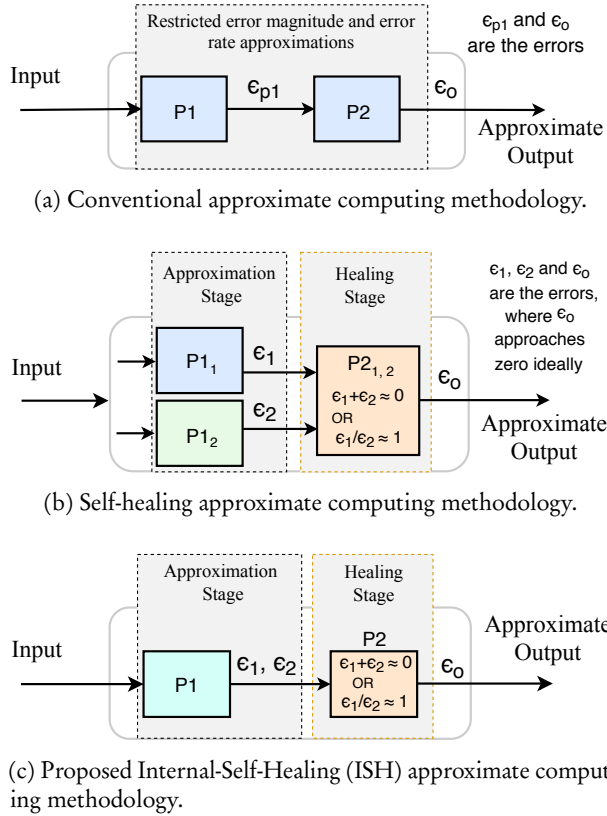 Restricted error magnitude and error
rate approximations
ϵp1 and ϵo
are the errors
Input
P1
ϵp1
P2
ϵo
Approximate
Output
(a) Conventional approximate computing methodology.
Approximation
Stage
Healing
Stage
ϵ1, ϵ2 and ϵo
are the errors,
where ϵo
approaches
zero ideally
Input
P11
ϵ1
P12
ϵ2
P21, 2
ϵ1+ϵ2 ≈ 0
OR
ϵ1/ϵ2 ≈ 1
ϵo
Approximate
Output
(b) Self-healing approximate computing methodology.
Approximation
Stage
Healing
Stage
Input
P1
ϵ1, ϵ2
P2
ϵ1+ϵ2 ≈ 0
OR
ϵ1/ϵ2 ≈ 1
ϵo
Approximate
Output
(c) Proposed Internal-Self-Healing (ISH) approximate comput-
ing methodology.